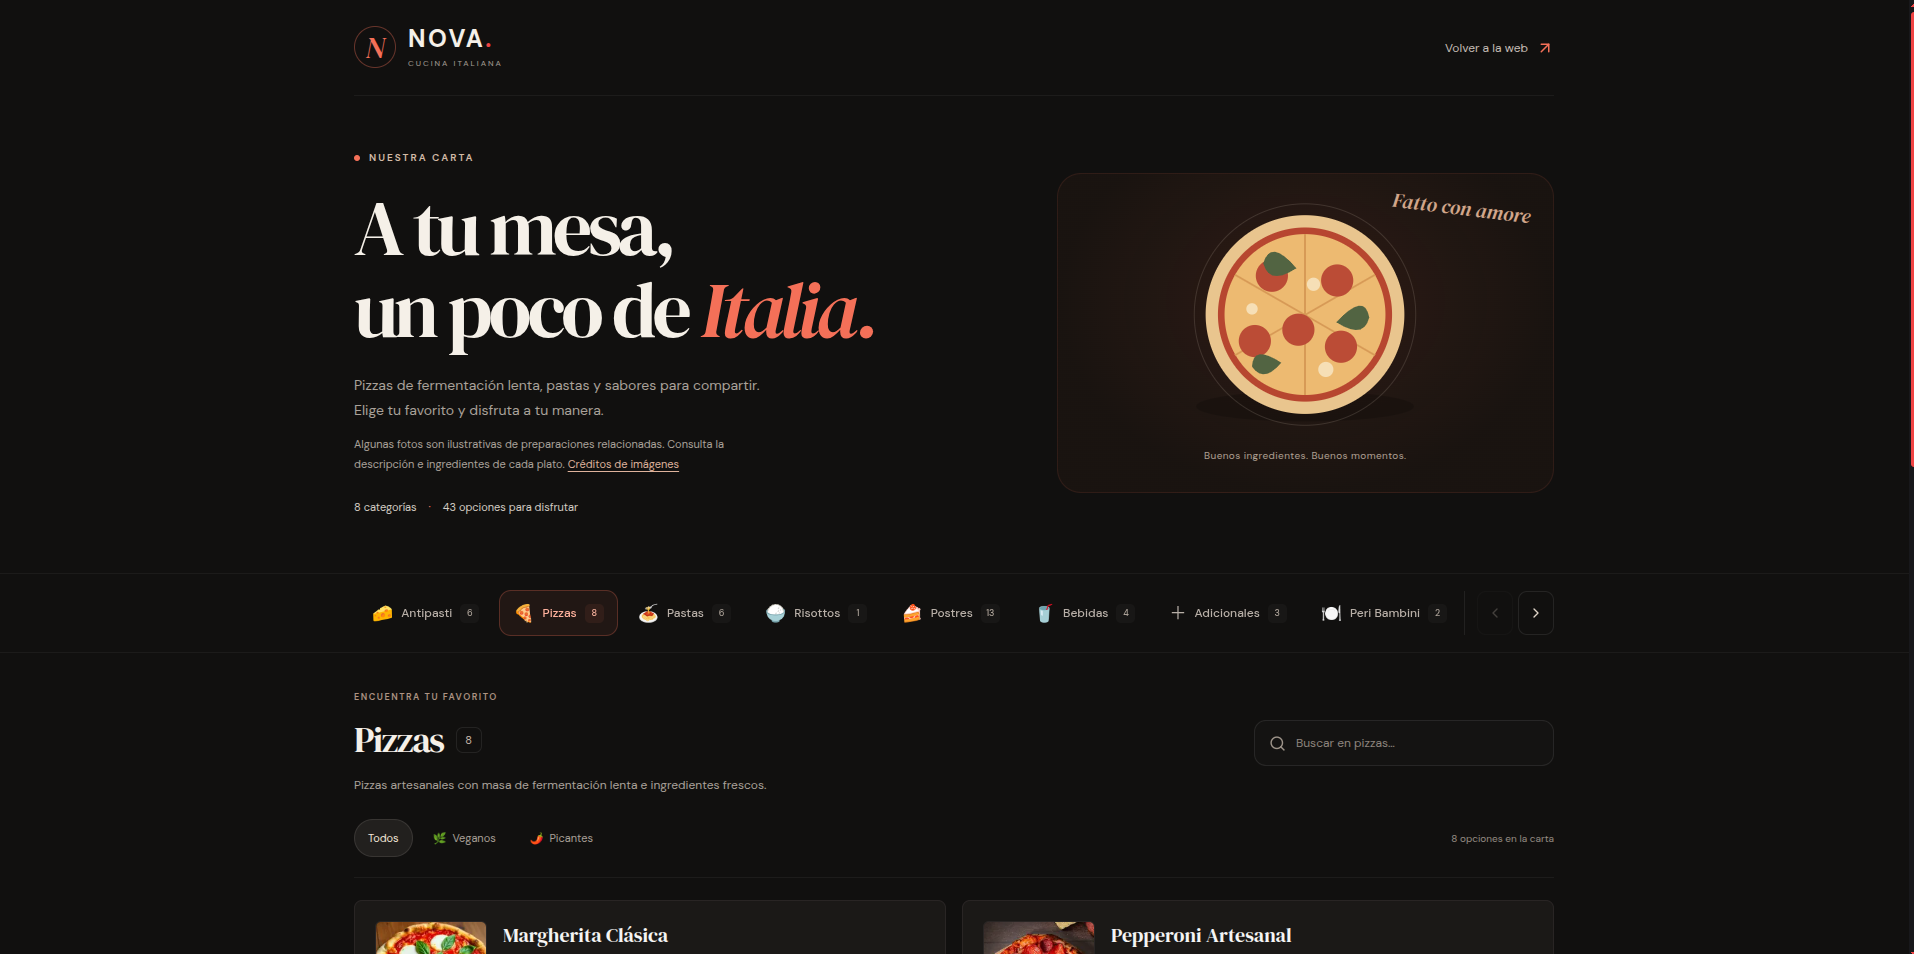 N
NOVA.
CUCINA ITALIANA
Volver a la web
NUESTRA CARTA
A tu mesa,
un poco de Italia.
Pizzas de fermentación lenta, pastas y sabores para compartir.
Elige tu favorito y disfruta a tu manera.
Algunas fotos son ilustrativas de preparaciones relacionadas. Consulta la
descripción e ingredientes de cada plato. Créditos de imágenes
8 categorías · 43 opciones para disfrutar
Fatto con amore
Buenos ingredientes. Buenos momentos.
Antipasti 6 Pizzas 8 Pastas 6 Risottos 1 Postres 13 Bebidas 4 Adicionales 3 Peri Bambini 2
ENCUENTRA TU FAVORITO
Pizzas 8
Buscar en pizzas...
Pizzas artesanales con masa de fermentación lenta e ingredientes frescos.
Todos Veganos Picantes
8 opciones en la carta
Margherita Clásica
Pepperoni Artesanal